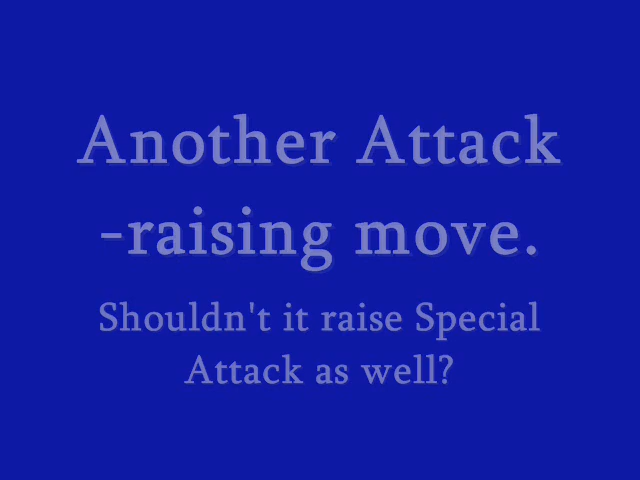 Another Attack
-raising move.
Shouldn't it raise Special
Attack as well?